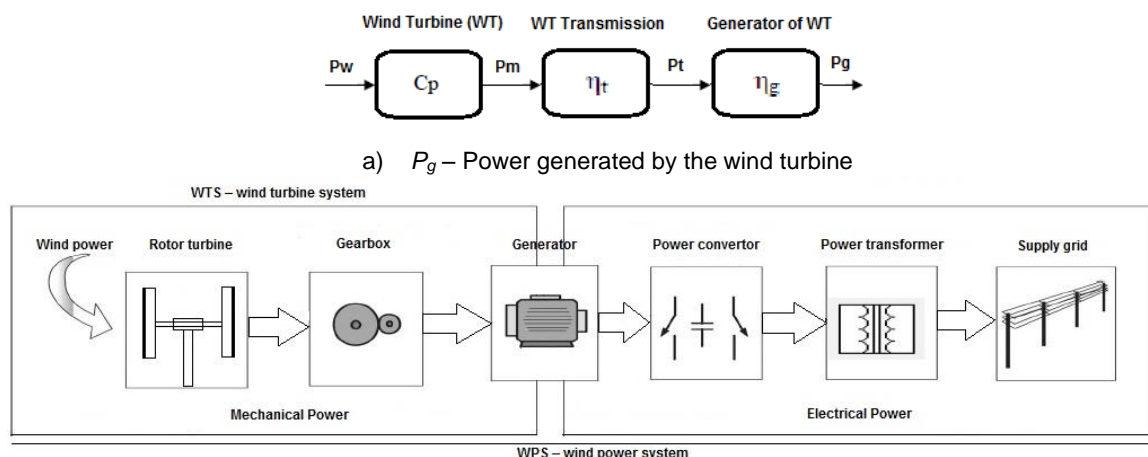 Wind Turbine (WT) WT Transmission Generator of WT
Pw Cp Pm ηt Pt ηg Pg
a) Pg – Power generated by the wind turbine
WTS – wind turbine system
Wind power Rotor turbine Gearbox Generator Power convertor Power transformer Supply grid
Mechanical Power Electrical Power
WPS – wind power system